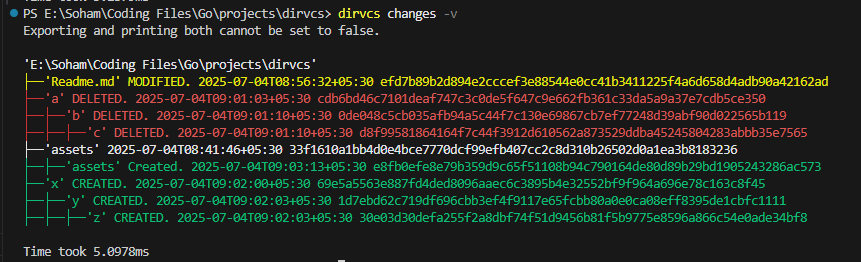 PS E:\Soham\Coding Files\Go\projects\dirvcs> dirvcs changes -v
Exporting and printing both cannot be set to false.
'E:\Soham\Coding Files\Go\projects\dirvcs'
├──'Readme.md' MODIFIED. 2025-07-04T08:56:32+05:30 efd7b89b2d894e2cccef3e88544e0cc41b3411225f4a6d658d4adb90a42162ad
├──'a' DELETED. 2025-07-04T09:01:03+05:30 cdb6bd46c7101deaf747c3c0de5f647c9e662fb361c33da5a9a37e7cdb5ce350
├──├──'b' DELETED. 2025-07-04T09:01:10+05:30 0de048c5cb035afb94a5c44f7c130e69867cb7ef77248d39abf90d022565b119
├──├──├──'c' DELETED. 2025-07-04T09:01:10+05:30 d8f99581864164f7c44f3912d610562a873529ddba45245804283abbb35e7565
├──'assets' 2025-07-04T08:41:46+05:30 33f1610a1bb4d0e4bce7770dcf99efb407cc2c8d310b26502d0a1ea3b8183236
├──├──'assets' Created. 2025-07-04T09:03:13+05:30 e8fb0efe8e79b359d9c65f51108b94c790164de80d89b29bd1905243286ac573
├──'x' CREATED. 2025-07-04T09:02:00+05:30 69e5a5563e887fd4ded8096aaec6c3895b4e32552bf9f964a696e78c163c8f45
├──├──'y' CREATED. 2025-07-04T09:02:03+05:30 1d7ebd62c719df696cbb3ef4f9117e65fcbb80a0e0ca08eff8395de1cbfc1111
├──├──├──'z' CREATED. 2025-07-04T09:02:03+05:30 30e03d30defa255f2a8dbf74f51d9456b81f5b9775e8596a866c54e0ade34bf8
Time took 5.0978ms